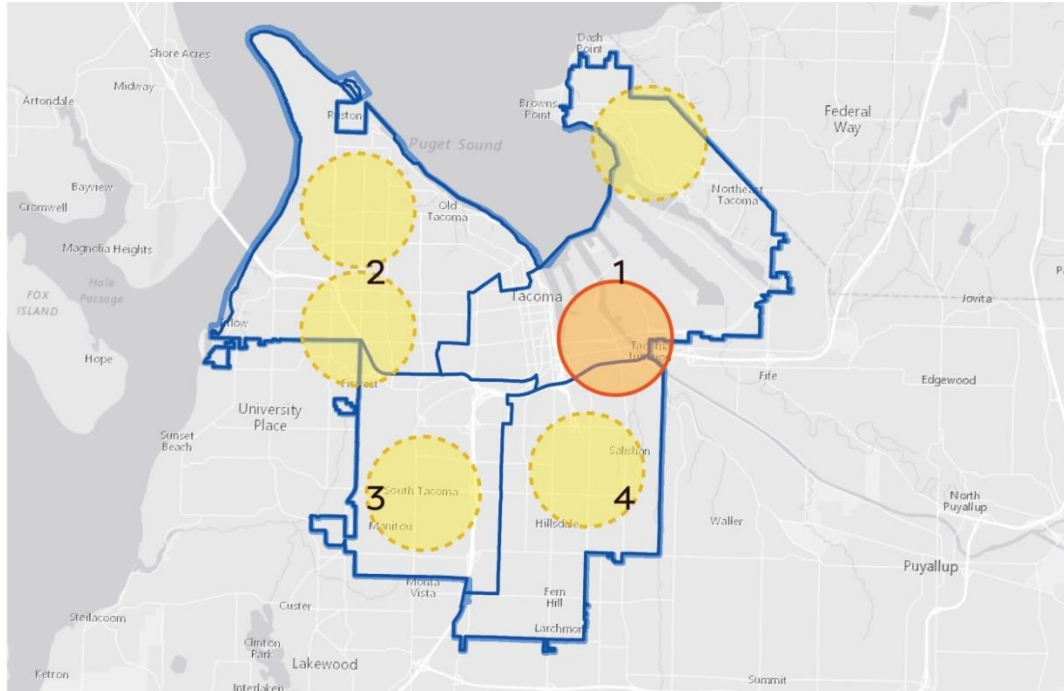 Shore Acres
Midway
Artondale
Dash
Point
Browns
Point
Federal
Way
Ruston
Puget Sound
Bayview
Cromwell
Magnolia Heights
Old
Tacoma
Northeast
Tacoma
Hale
Passage
FOX
ISLAND
2
1
Tacoma
Jovita
Hope
Fircrest
Tacoma
Fife
Edgewood
University
Place
Sunset
Beach
Salishan
3
South Tacoma
4
Manitou
Hillsdale
Waller
North
Puyallup
Puyallup
Monta
Vista
Fern
Hill
Custer
Steilacoom
Larchmon
Clinton
Park
Lakewood
Ketron
Interlaken
Summit